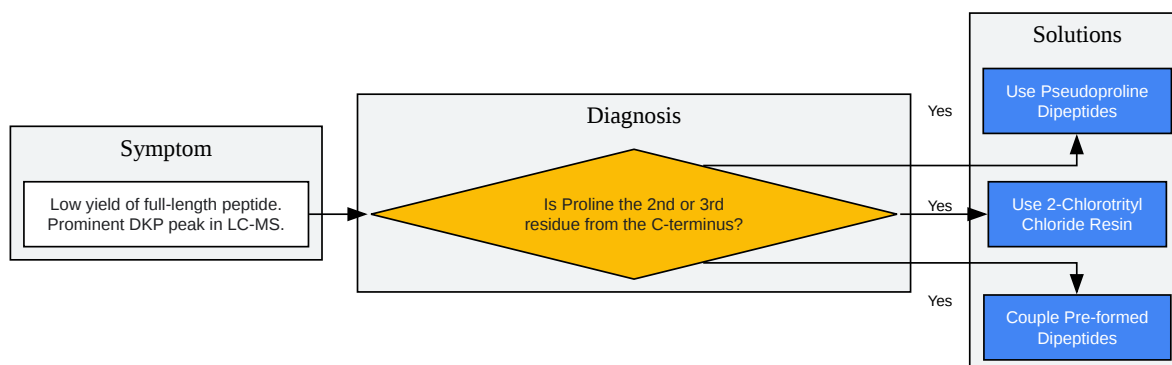 Symptom
Low yield of full-length peptide.
Prominent DKP peak in LC-MS.
Diagnosis
Is Proline the 2nd or 3rd
residue from the C-terminus?
Yes
Yes
Yes
Solutions
Use Pseudoproline
Dipeptides
Use 2-Chlorotrityl
Chloride Resin
Couple Pre-formed
Dipeptides